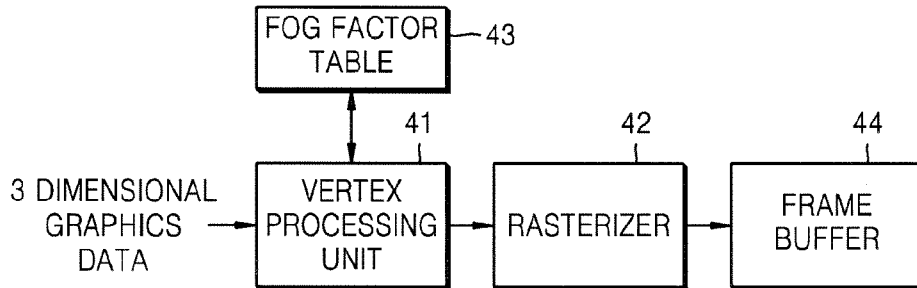 FOG FACTOR
TABLE
43
41
42
44
3 DIMENSIONAL
GRAPHICS
DATA
VERTEX
PROCESSING
UNIT
RASTERIZER
FRAME
BUFFER